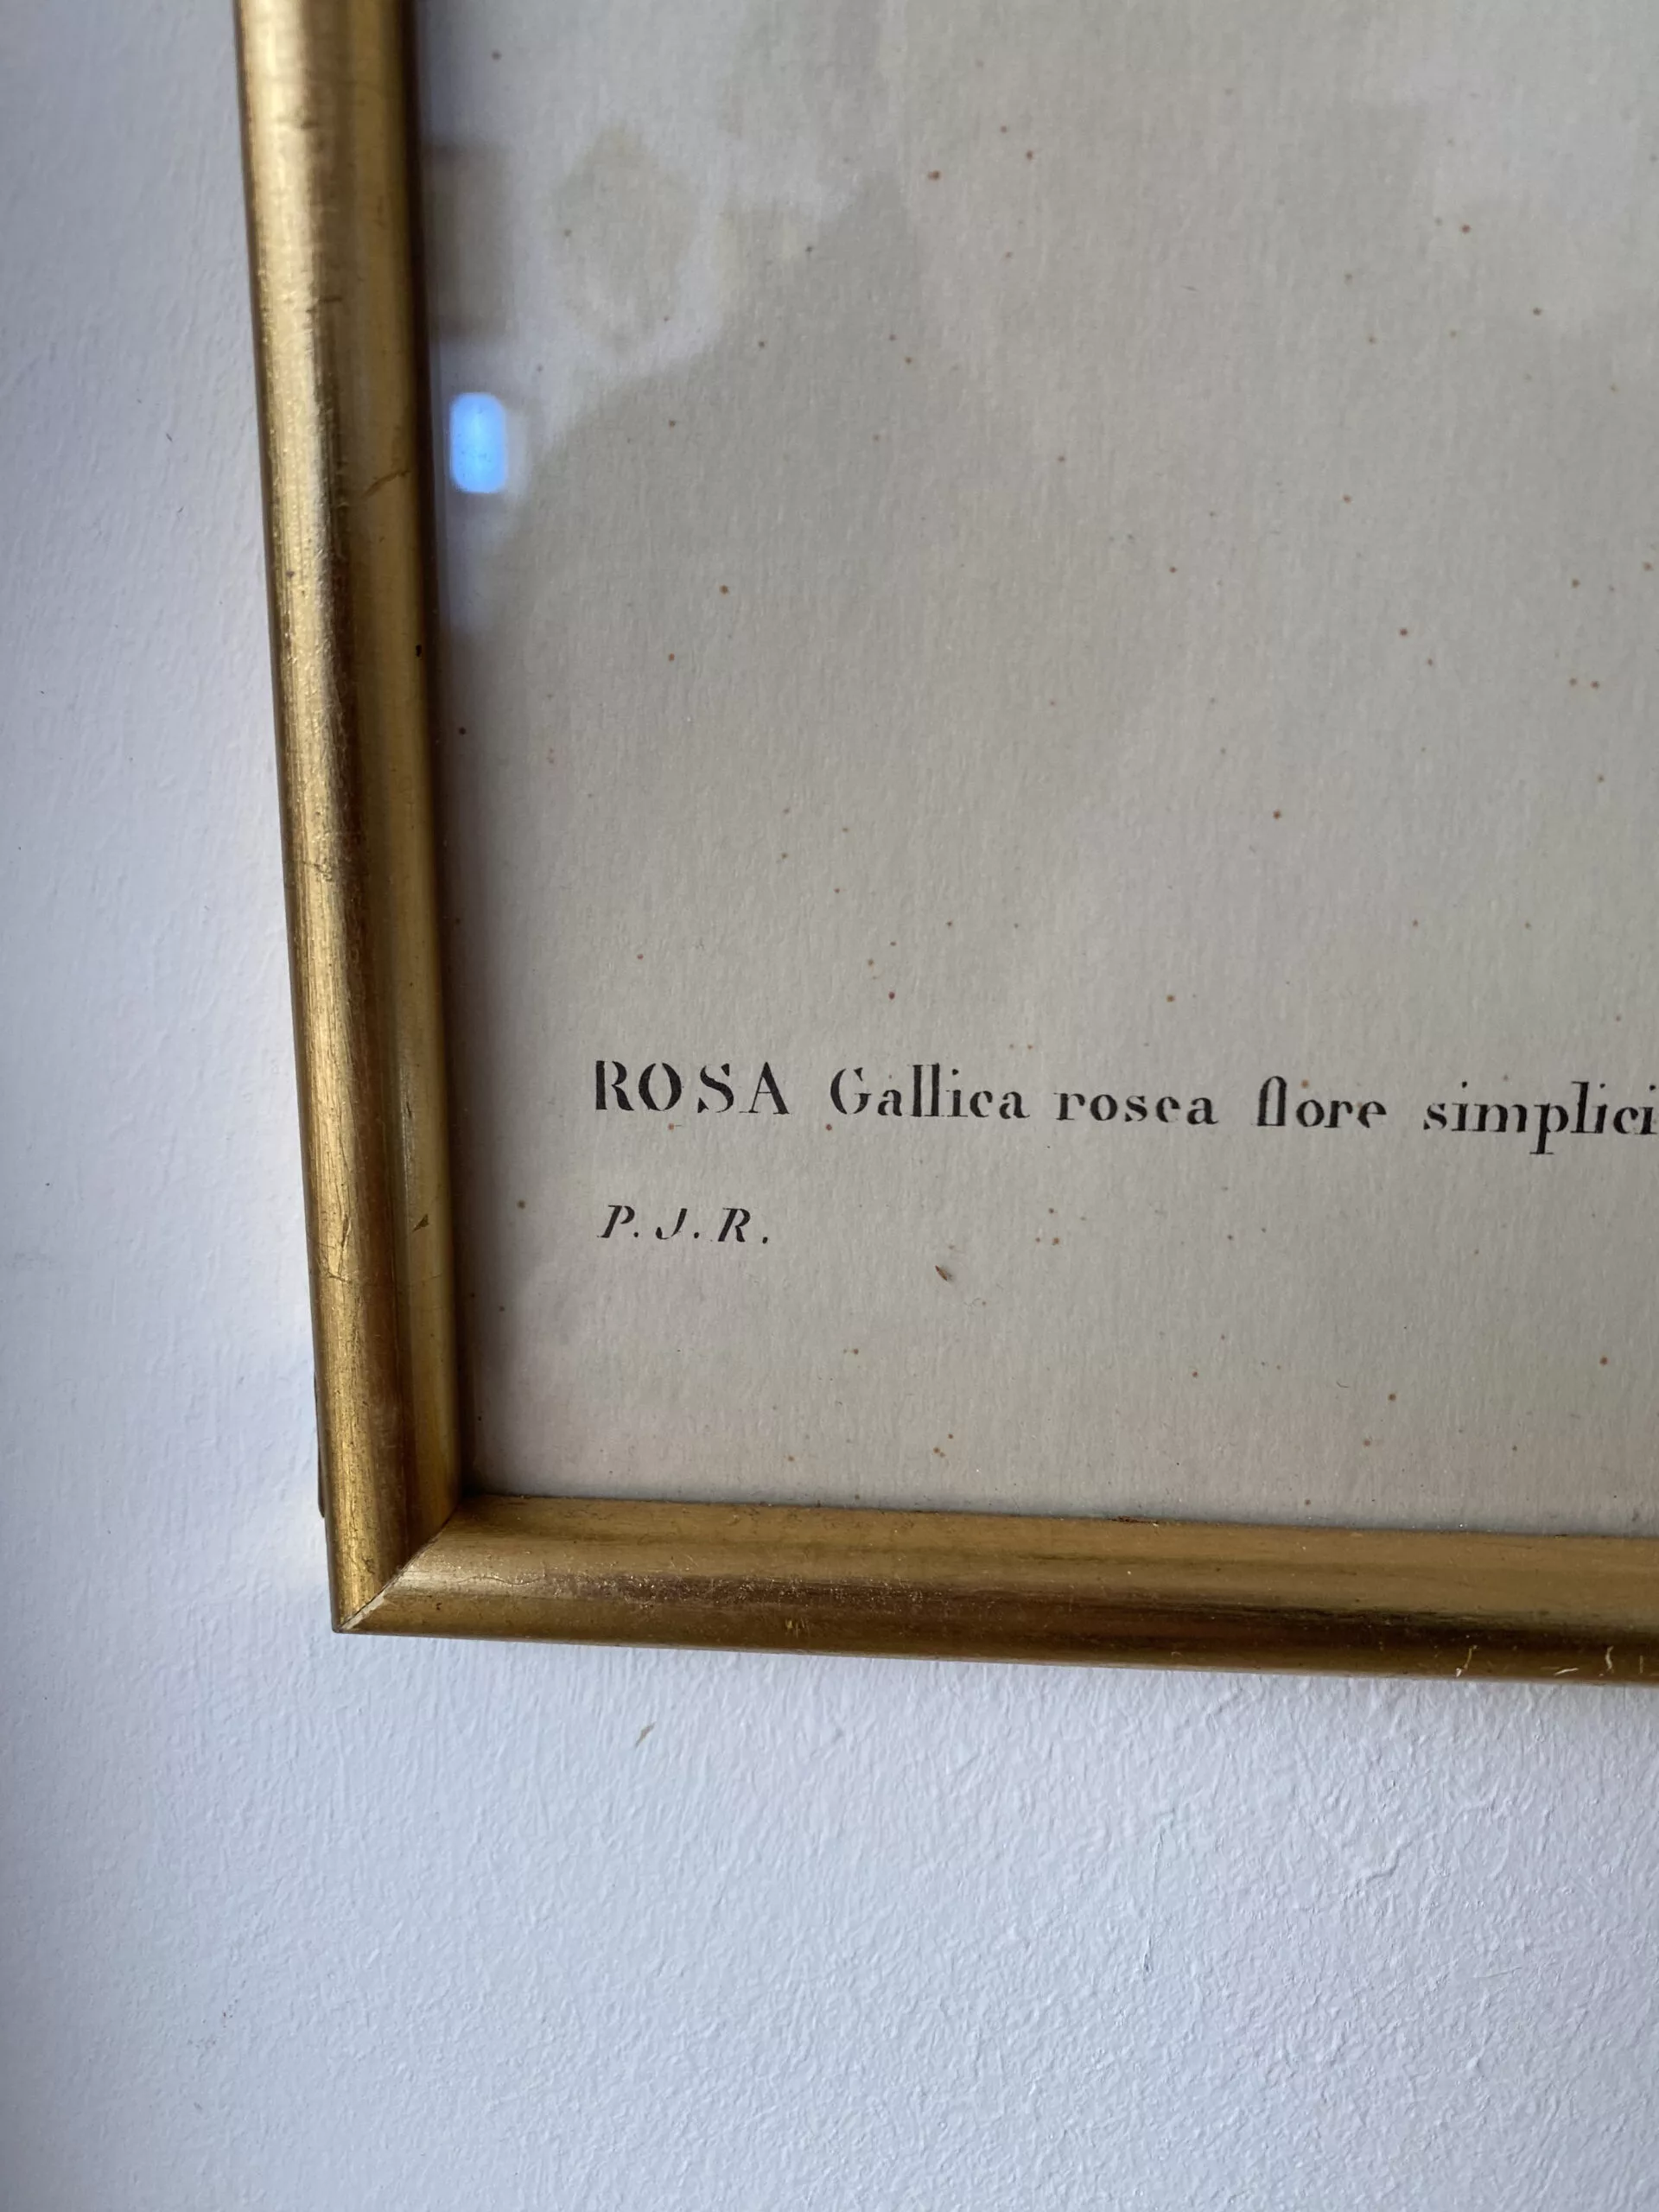 ROSA Gallica rosea flore simplici
P. J. R.